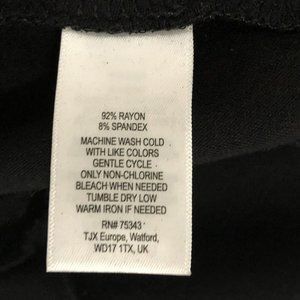 92% RAYON
8% SPANDEX
MACHINE WASH COLD
WITH LIKE COLORS
GENTLE CYCLE
ONLY NON-CHLORINE
BLEACH WHEN NEEDED
TUMBLE DRY LOW
WARM IRON IF NEEDED
RN# 75343
TJX Europe, Watford,
WD17 1TX, UK